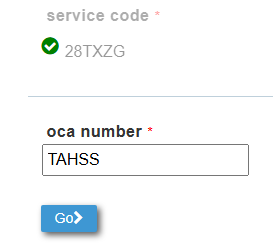 service code *
28TXZG
oca number *
TAHSS
Go